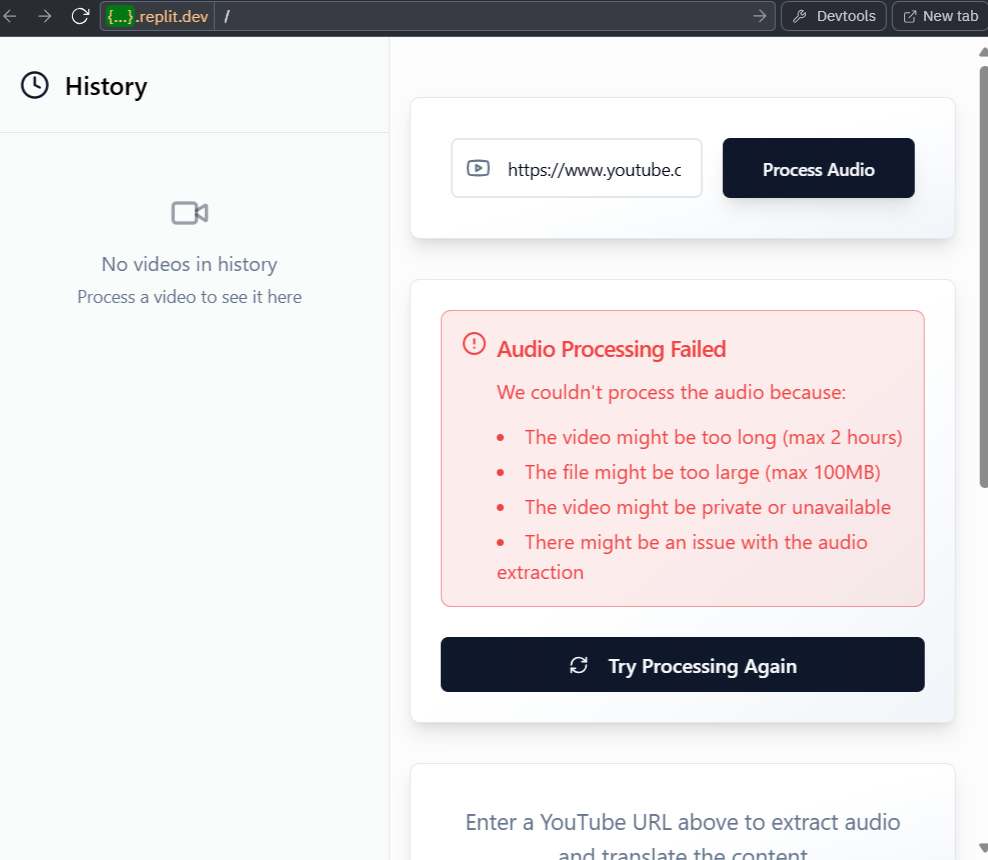 {...}.replit.dev /
Devtools
New tab
History
No videos in history
Process a video to see it here
https://www.youtube.c
Process Audio
Audio Processing Failed
We couldn't process the audio because:
• The video might be too long (max 2 hours)
• The file might be too large (max 100MB)
• The video might be private or unavailable
• There might be an issue with the audio
extraction
Try Processing Again
Enter a YouTube URL above to extract audio
and translate the content